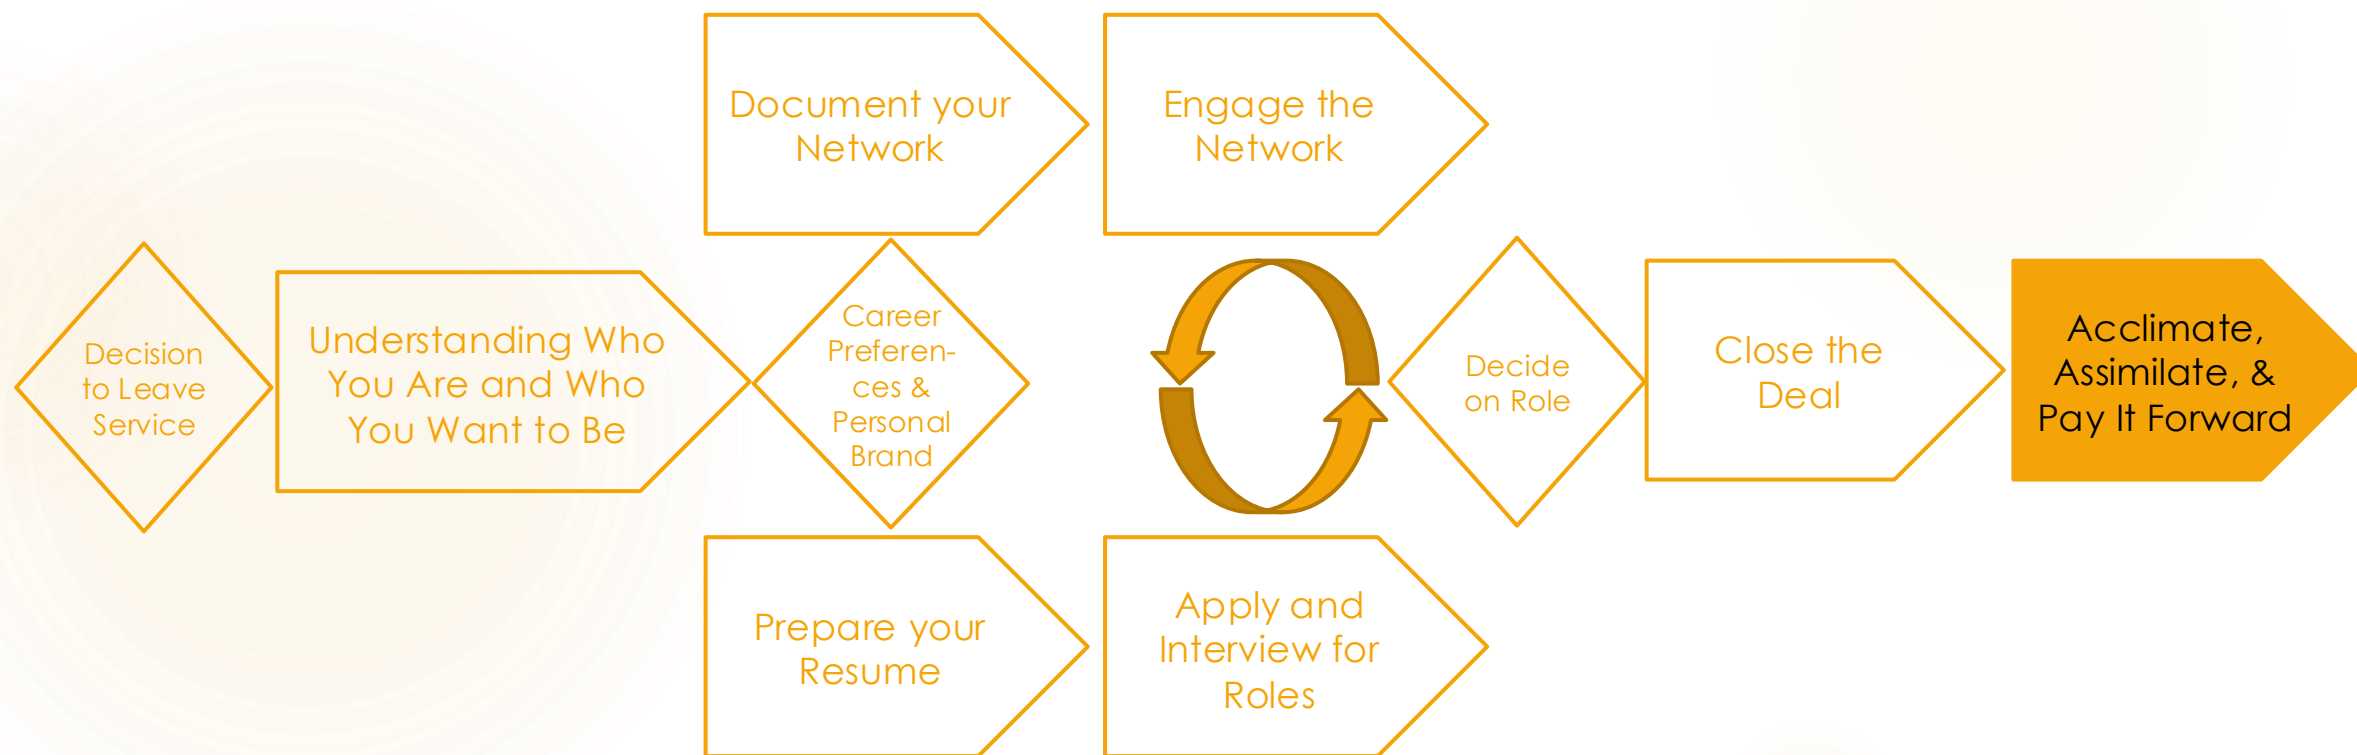 Decision
to Leave
Service
Understanding Who
You Are and Who
You Want to Be
Document your
Network
Engage the
Network
Career
Preferen-
ces &
Personal
Brand
Prepare your
Resume
Apply and
Interview for
Roles
Decide
on Role
Close the
Deal
Acclimate,
Assimilate, &
Pay It Forward